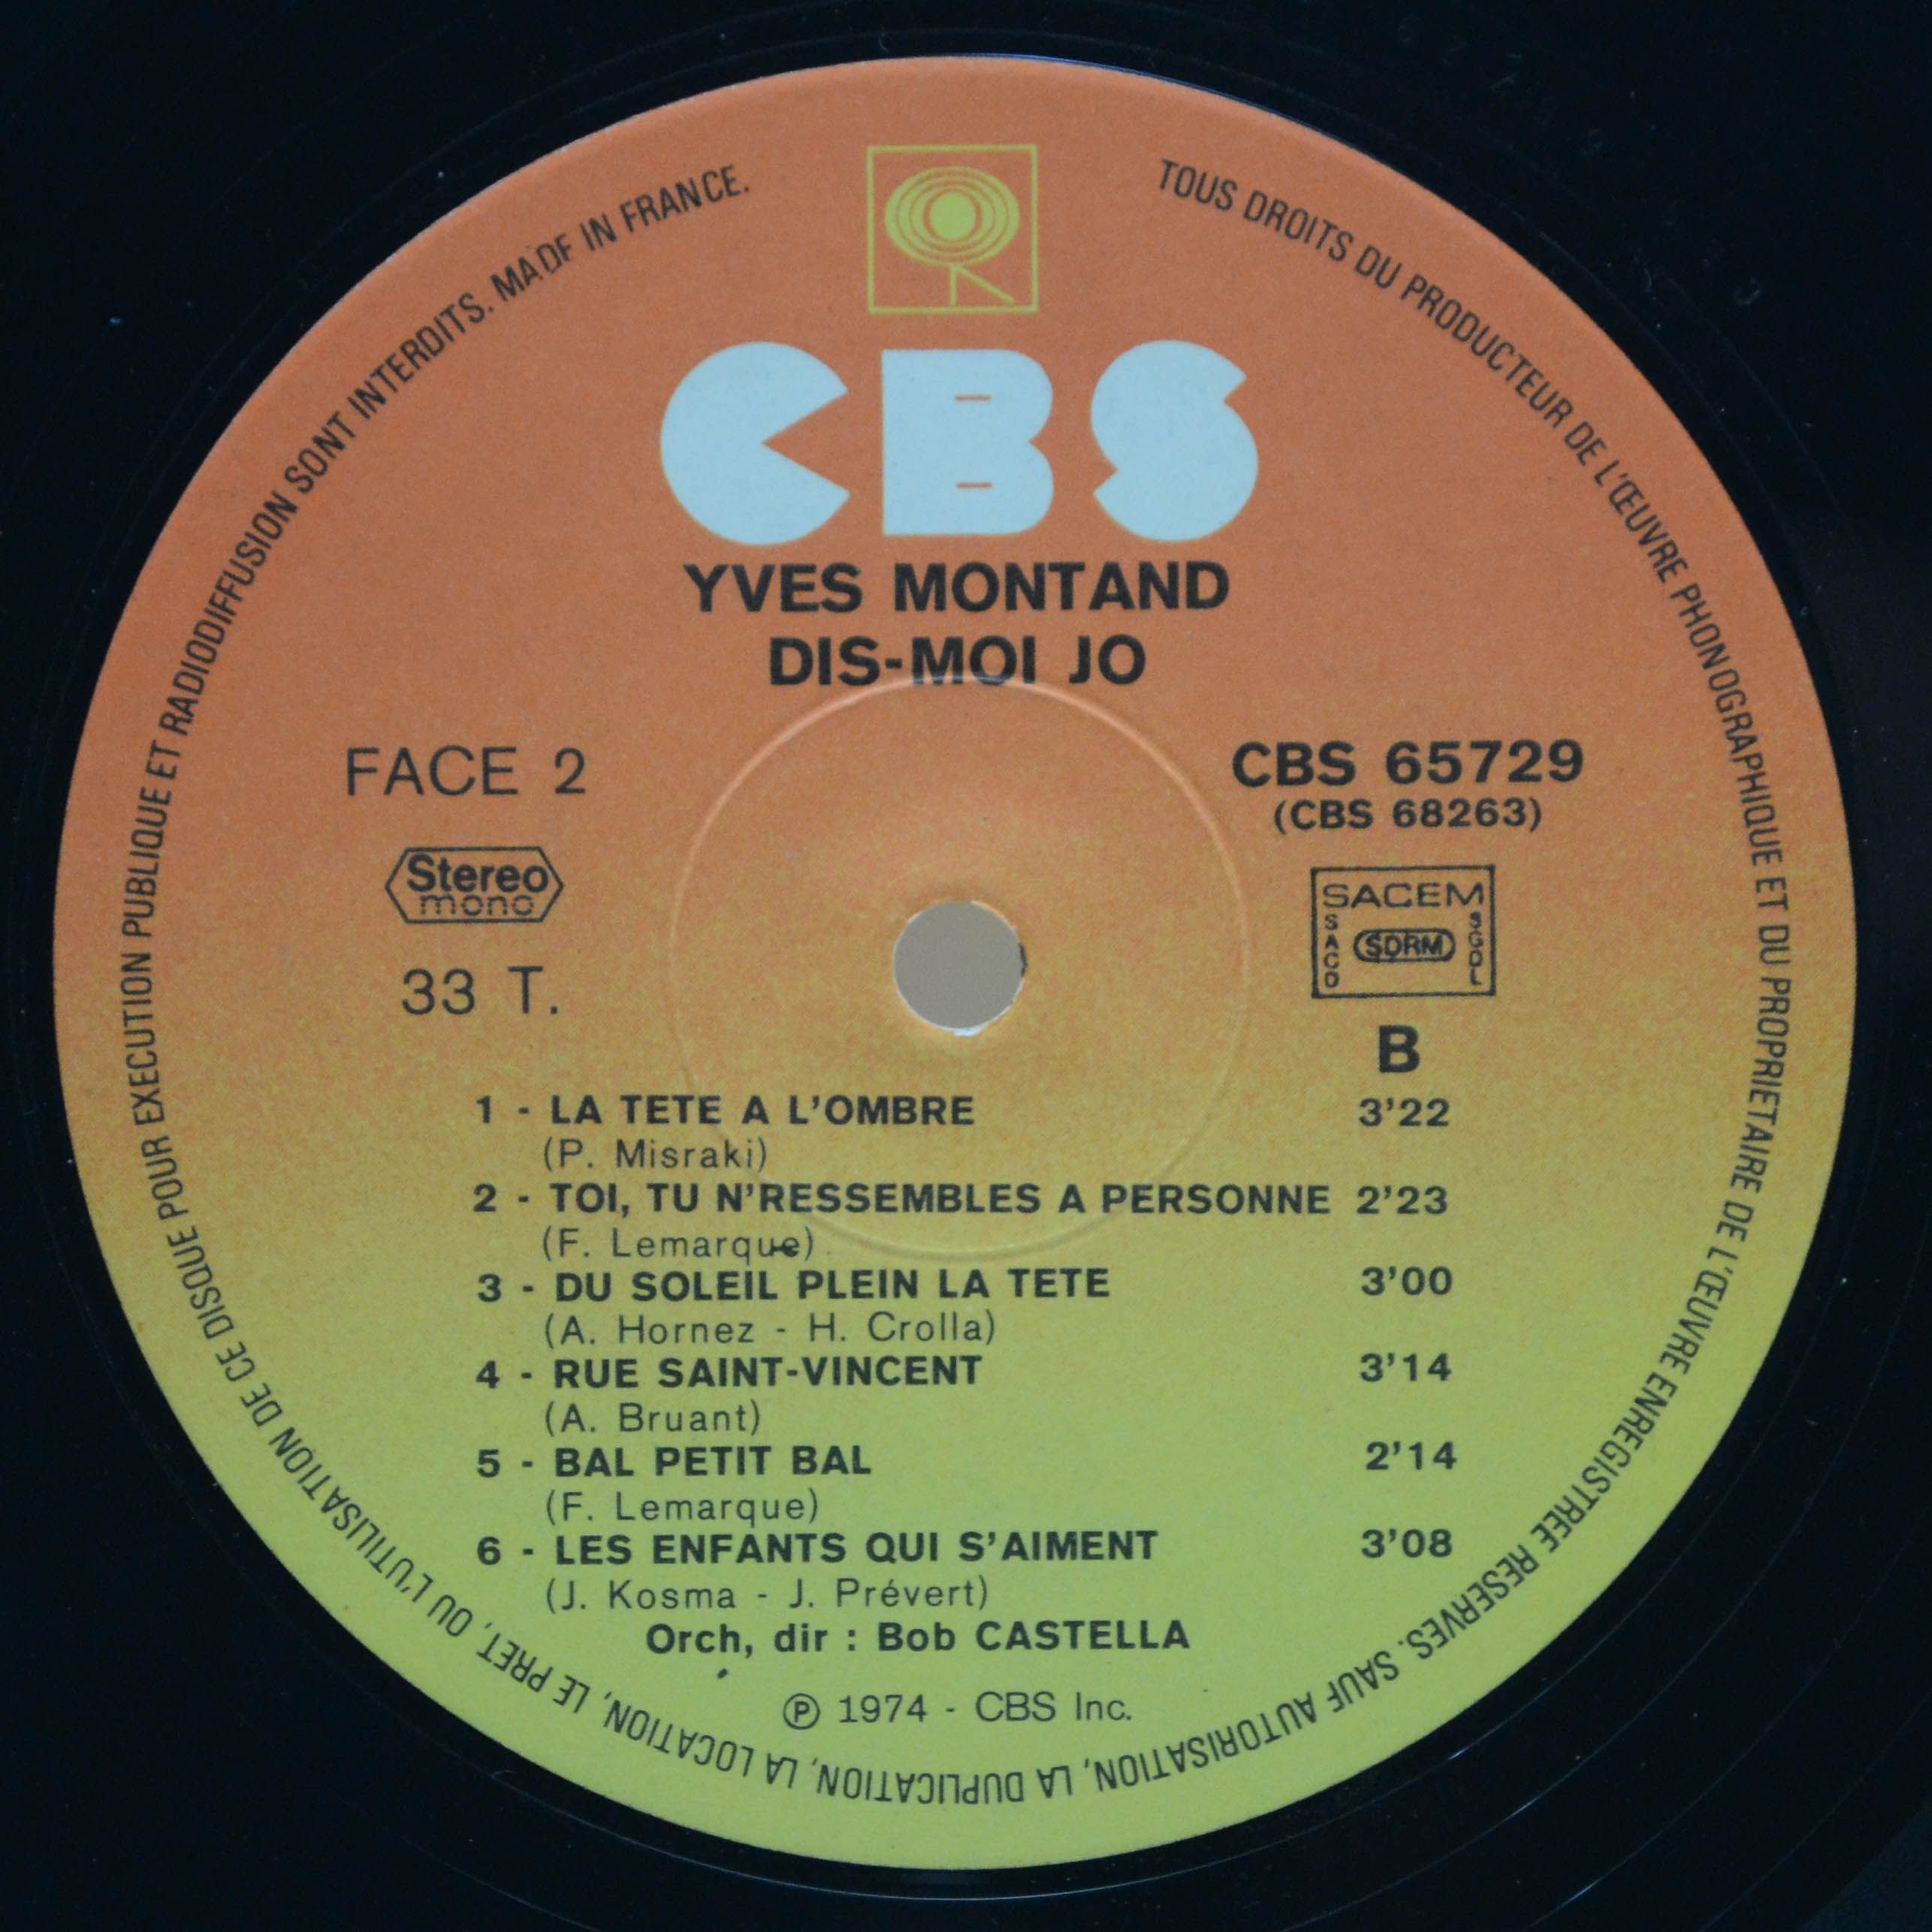 CBS
YVES MONTAND
DIS-MOI JO
FACE 2
CBS 65729
(CBS 68263)
Stereo
mono
SACEM
SACD
SDRM
SGDL
33 T.
B
1 - LA TETE A L'OMBRE 3'22
(P. Misraki)
2 - TOI, TU N'RESSEMBLES A PERSONNE 2'23
(F. Lemarque)
3 - DU SOLEIL PLEIN LA TETE 3'00
(A. Hornez - H. Crolla)
4 - RUE SAINT-VINCENT 3'14
(A. Bruant)
5 - BAL PETIT BAL 2'14
(F. Lemarque)
6 - LES ENFANTS QUI S'AIMENT 3'08
(J. Kosma - J. Prévert)
Orch, dir : Bob CASTELLA
℗ 1974 - CBS Inc.
TOUS DROITS DU PRODUCTEUR DE L'ŒUVRE PHONOGRAPHIQUE ET DU PROPRIETAIRE DE L'ŒUVRE ENREGISTREE RESERVES. SAUF AUTORISATION, LA DUPLICATION, LA LOCATION, LE PRET, OU L'UTILISATION DE CE DISQUE POUR EXECUTION PUBLIQUE ET RADIODIFFUSION SONT INTERDITS. MADE IN FRANCE.